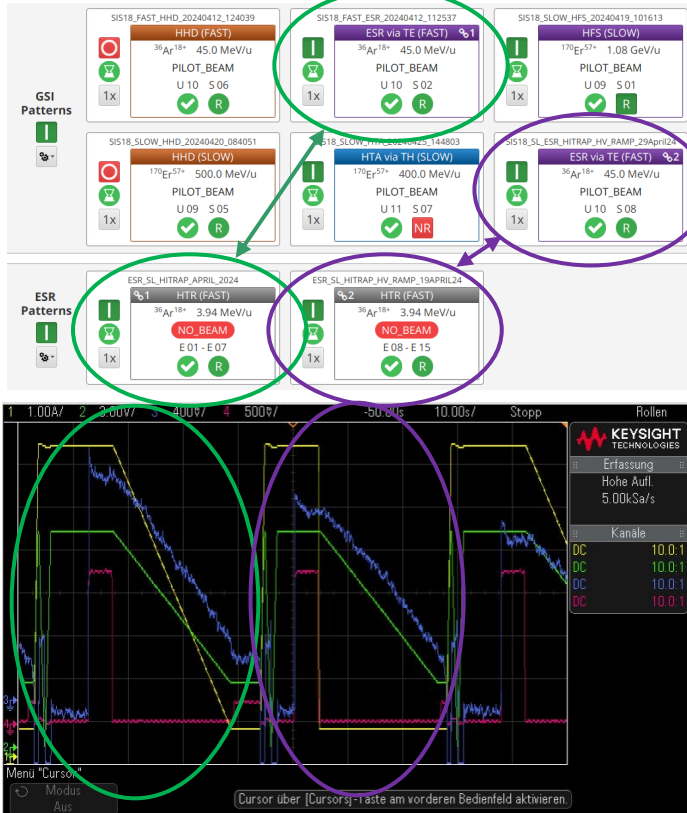 SIS18_FAST_HHD_20240412_124039
HHD (FAST)
36Ar18+ 45.0 MeV/u
PILOT_BEAM
U 10 S 06
R
1x
SIS18_FAST_ESR_20240412_112537
ESR via TE (FAST) 1
36Ar18+ 45.0 MeV/u
PILOT_BEAM
U 10 S 02
R
1x
SIS18_SLOW_HFS_20240419_101613
HFS (SLOW)
170Er57+ 1.08 GeV/u
PILOT_BEAM
U 09 S 01
R
1x
GSI
Patterns
SIS18_SLOW_HHD_20240420_084051
HHD (SLOW)
170Er57+ 500.0 MeV/u
PILOT_BEAM
U 09 S 05
R
1x
SIS18_SLOW_HTA_20240425_144803
HTA via TH (SLOW)
170Er57+ 400.0 MeV/u
PILOT_BEAM
U 11 S 07
NR
1x
SIS18_SL_ESR_HITRAP_HV_RAMP_29April24
ESR via TE (FAST) 2
36Ar18+ 45.0 MeV/u
PILOT_BEAM
U 10 S 08
R
1x
ESR
Patterns
ESR_SL_HITRAP_APRIL_2024
1 HTR (FAST)
36Ar18+ 3.94 MeV/u
NO_BEAM
E 01 - E 07
R
1x
ESR_SL_HITRAP_HV_RAMP_19APRIL24
2 HTR (FAST)
36Ar18+ 3.94 MeV/u
NO_BEAM
E 08 - E 15
R
1x
1 1.00A/ 2 3.00V/ 3 400V/ 4 500V/ -50.00s 10.00s/ Stopp Rollen
KEYSIGHT
TECHNOLOGIES
Erfassung
Hohe Aufl.
5.00kSa/s
Kanäle
DC 10.0:1
DC 10.0:1
DC 10.0:1
DC 10.0:1
Menü "Cursor"
Modus
Aus
Cursor über [Cursors]-Taste am vorderen Bedienfeld aktivieren.